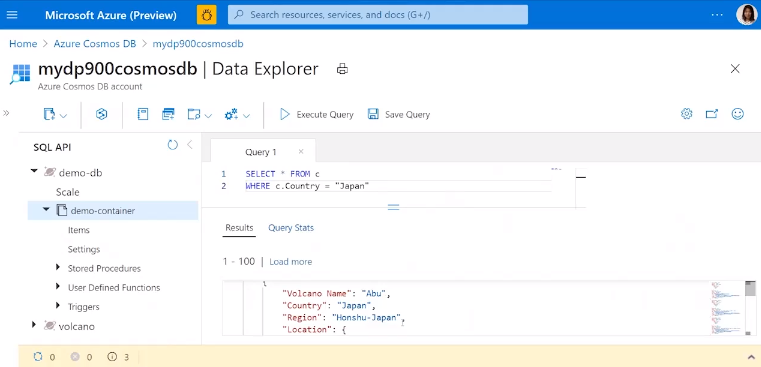 Microsoft Azure (Preview)
Search resources, services, and docs (G+/)
Home > Azure Cosmos DB > mydp900cosmosdb
mydp900cosmosdb | Data Explorer
Azure Cosmos DB account
Execute Query
Save Query
SQL API
demo-db
Scale
demo-container
Items
Settings
Stored Procedures
User Defined Functions
Triggers
volcano
Query 1
1 SELECT * FROM c
2 WHERE c.Country = "Japan"
Results
Query Stats
1 - 100 | Load more
{
"Volcano Name": "Abu",
"Country": "Japan",
"Region": "Honshu-Japan",
"Location": {
0
0
3